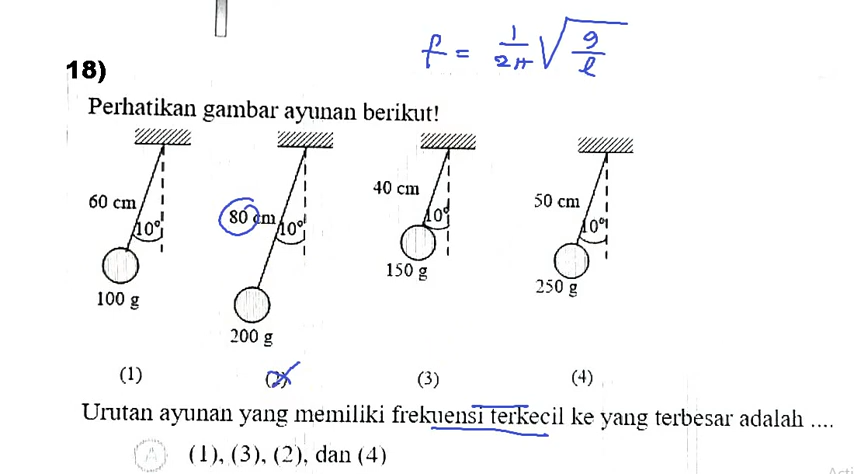 f = 1/2π √g/l
18)
Perhatikan gambar ayunan berikut!
60 cm 10° 100 g
80 cm 10° 200 g
40 cm 10° 150 g
50 cm 10° 250 g
(1) (2) (3) (4)
Urutan ayunan yang memiliki frekuensi terkecil ke yang terbesar adalah ....
A (1), (3), (2), dan (4)